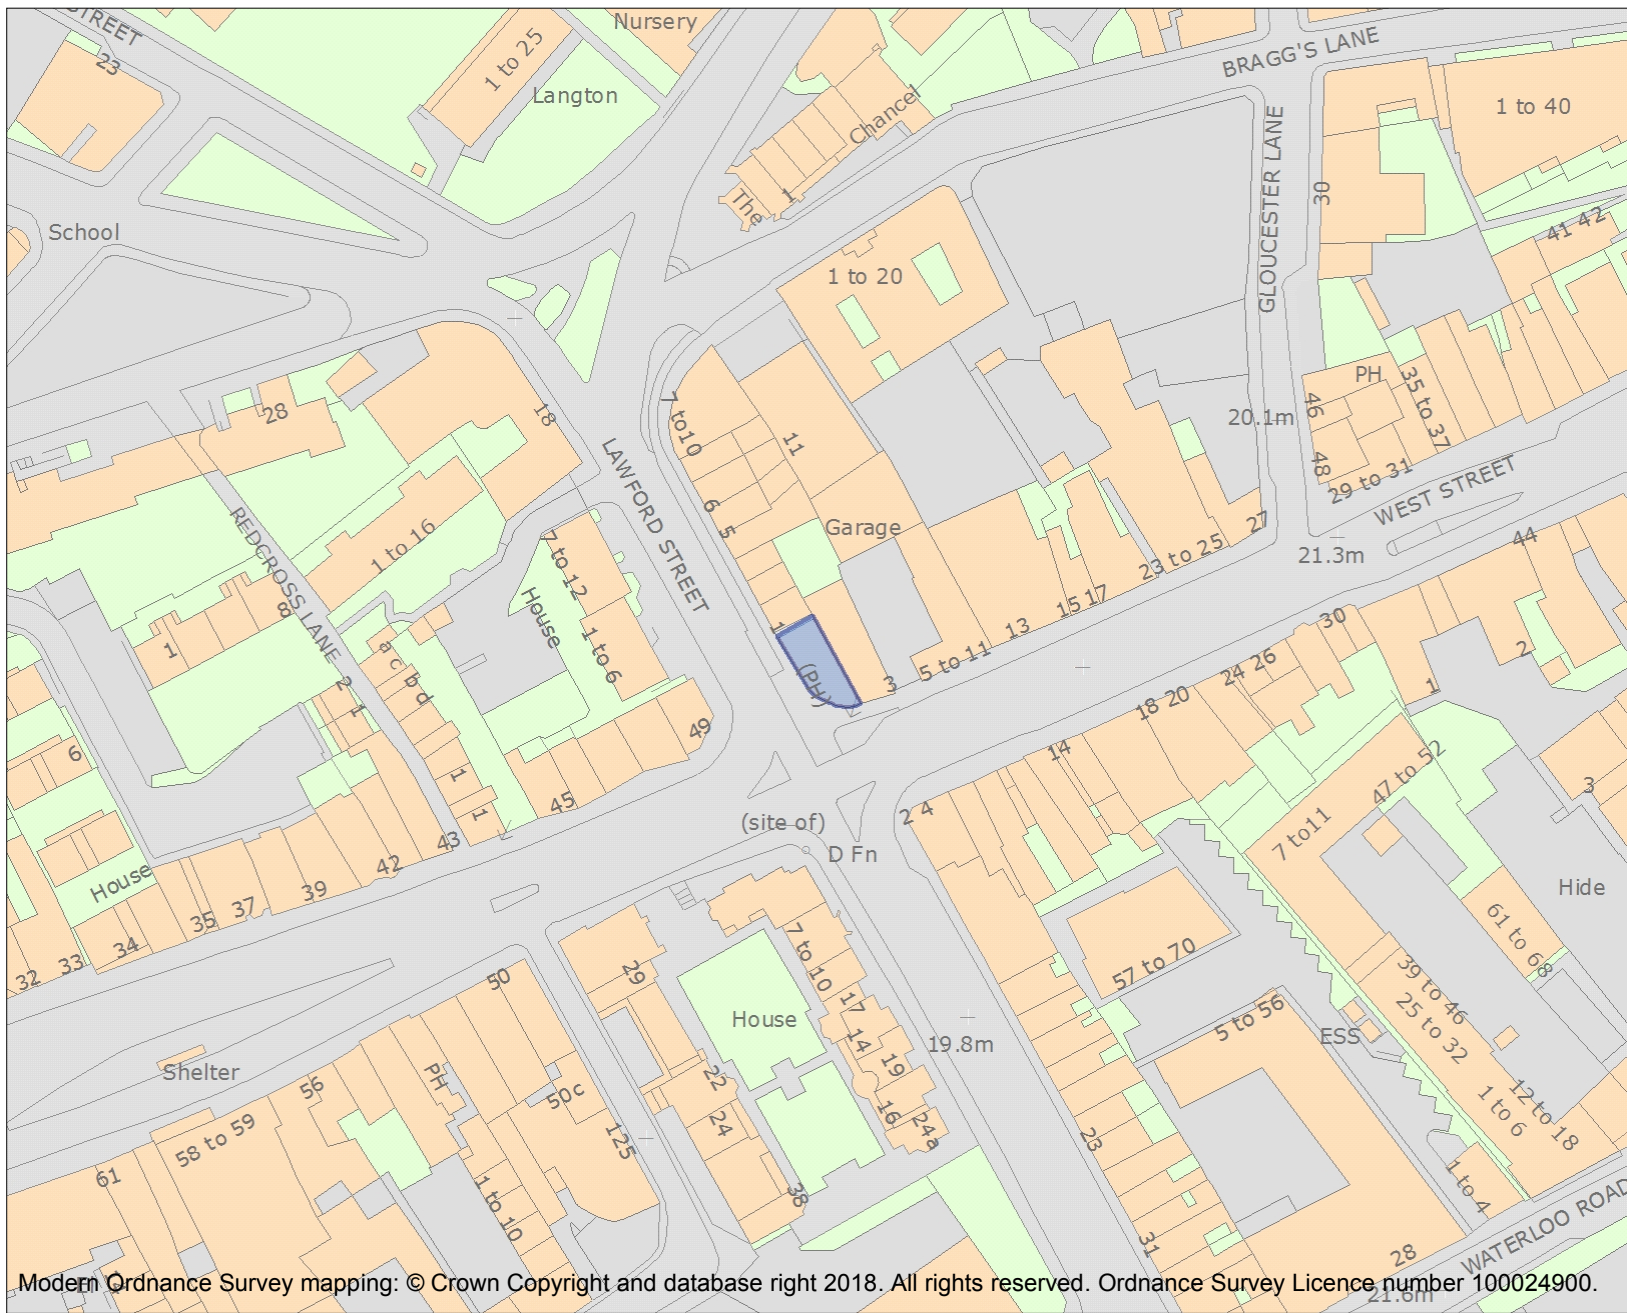 STREET
Nursery
23
1 to 25
Langton
BRAGG'S LANE
1 to 40
Chancel
The 1
GLOUCESTER LANE
30
School
41 42
1 to 20
PH
46
35 to 37
28
18
7 to10
11
20.1m
48
29 to 31
WEST STREET
LAWFORD STREET
6
5
Garage
REDCROSS LANE
1 to 16
27
44
21.3m
7 to 12
23 to 25
House
8
15 17
13
30
1
1
1 to 6
a c b d
5 to 11
24 26
2
(PH)
3
2
1
1
18 20
49
14
6
47 to 52
1
3
45
1
2 4
(site of)
7 to11
43
D Fn
42
House
39
37
35
34
33
32
Hide
61 to 68
7 to 10
57 to 70
29
50
39 to 46
25 to 32
17
House
5 to 56
14
ESS
19.8m
19
Shelter
22
PH
56
50c
16
24
24a
12 to 18
1 to 6
58 to 59
125
23
61
38
1 to 10
1 to 4
WATERLOO ROAD
31
28
Modern Ordnance Survey mapping: © Crown Copyright and database right 2018. All rights reserved. Ordnance Survey Licence number 100024900.
21.6m